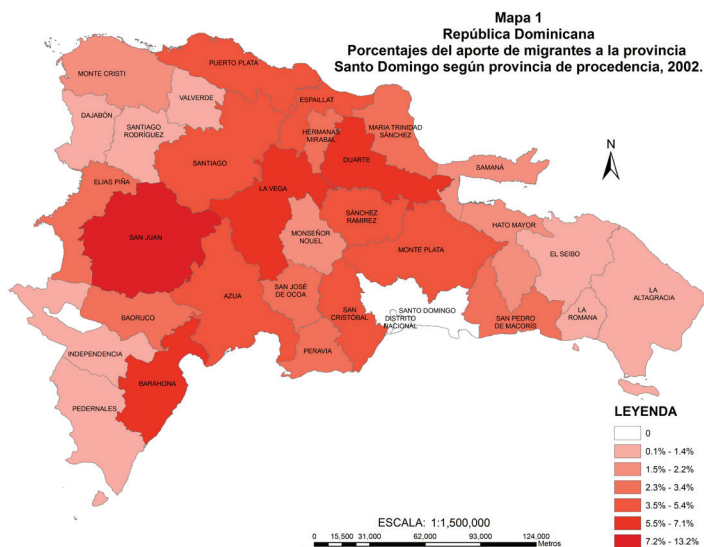 Mapa 1
República Dominicana
Porcentajes del aporte de migrantes a la provincia
Santo Domingo según provincia de procedencia, 2002.
PUERTO PLATA
MONTE CRISTI
VALVERDE
ESPAILLAT
DAJABÓN
SANTIAGO
RODRÍGUEZ
HERMANAS
MIRABAL
MARIA TRINIDAD
SÁNCHEZ
N
SANTIAGO
DUARTE
SAMANÁ
ELIAS PIÑA
LA VEGA
SAN JUAN
MONSEÑOR
NOUEL
SÁNCHEZ
RAMIREZ
HATO MAYOR
MONTE PLATA
EL SEIBO
AZUA
SAN JOSÉ
DE OCOA
LA
ALTAGRACIA
BAORUCO
SAN
CRISTÓBAL
SANTO DOMINGO
DISTRITO
NACIONAL
SAN PEDRO
DE MACORÍS
LA
ROMANA
INDEPENDENCIA
PERAVIA
BARAHONA
PEDERNALES
LEYENDA
0
0.1% - 1.4%
1.5% - 2.2%
2.3% - 3.4%
3.5% - 5.4%
5.5% - 7.1%
7.2% - 13.2%
ESCALA: 1:1,500,000
0 15,500 31,000 62,000 93,000 124,000
Metros